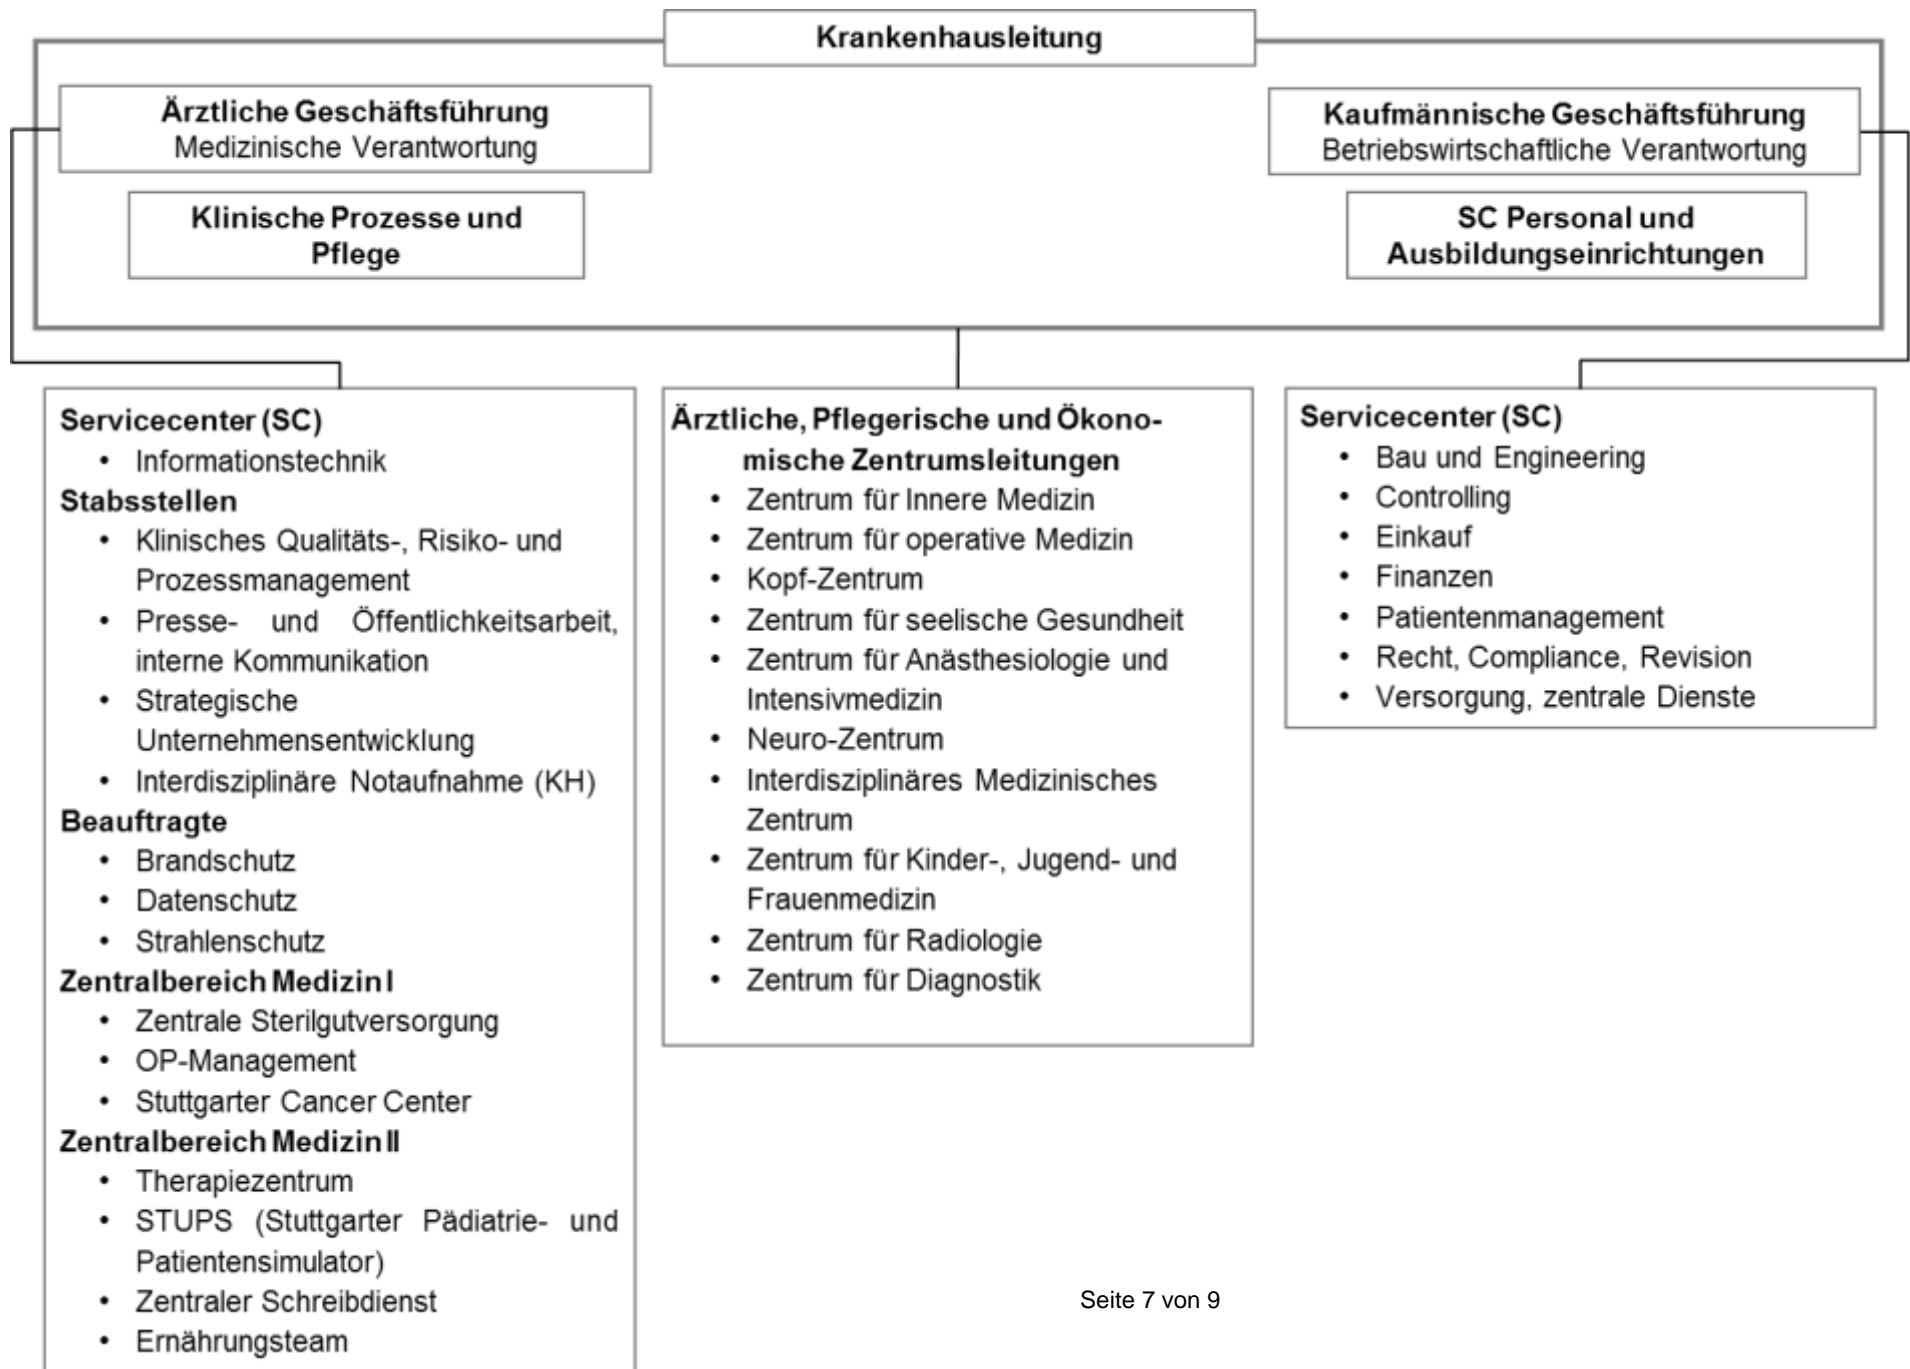 Krankenhausleitung
Ärztliche Geschäftsführung
Medizinische Verantwortung
Klinische Prozesse und
Pflege
Kaufmännische Geschäftsführung
Betriebswirtschaftliche Verantwortung
SC Personal und
Ausbildungseinrichtungen
Servicecenter (SC)
• Informationstechnik
Stabsstellen
• Klinisches Qualitäts-, Risiko- und
Prozessmanagement
• Presse- und Öffentlichkeitsarbeit,
interne Kommunikation
• Strategische
Unternehmensentwicklung
• Interdisziplinäre Notaufnahme (KH)
Beauftragte
• Brandschutz
• Datenschutz
• Strahlenschutz
Zentralbereich Medizin I
• Zentrale Sterilgutversorgung
• OP-Management
• Stuttgarter Cancer Center
Zentralbereich Medizin II
• Therapiezentrum
• STUPS (Stuttgarter Pädiatrie- und
Patientensimulator)
• Zentraler Schreibdienst
• Ernährungsteam
Ärztliche, Pflegerische und Ökono-
mische Zentrumsleitungen
• Zentrum für Innere Medizin
• Zentrum für operative Medizin
• Kopf-Zentrum
• Zentrum für seelische Gesundheit
• Zentrum für Anästhesiologie und
Intensivmedizin
• Neuro-Zentrum
• Interdisziplinäres Medizinisches
Zentrum
• Zentrum für Kinder-, Jugend- und
Frauenmedizin
• Zentrum für Radiologie
• Zentrum für Diagnostik
Servicecenter (SC)
• Bau und Engineering
• Controlling
• Einkauf
• Finanzen
• Patientenmanagement
• Recht, Compliance, Revision
• Versorgung, zentrale Dienste
Seite 7 von 9